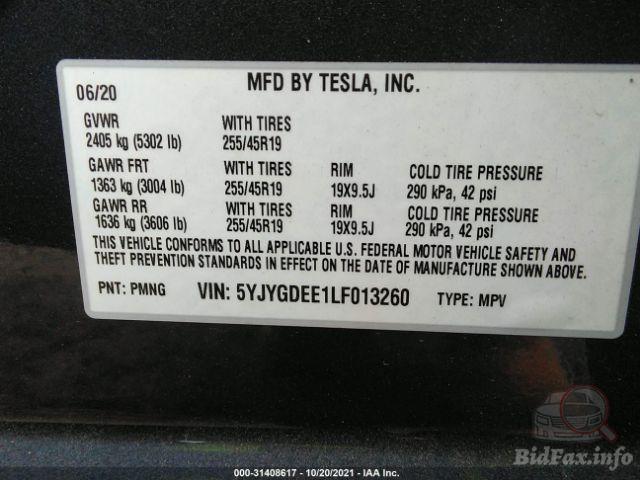 MFD BY TESLA, INC.
06/20
GVWR WITH TIRES
2405 kg (5302 lb) 255/45R19
GAWR FRT WITH TIRES RIM COLD TIRE PRESSURE
1363 kg (3004 lb) 255/45R19 19X9.5J 290 kPa, 42 psi
GAWR RR WITH TIRES RIM COLD TIRE PRESSURE
1636 kg (3606 lb) 255/45R19 19X9.5J 290 kPa, 42 psi
THIS VEHICLE CONFORMS TO ALL APPLICABLE U.S. FEDERAL MOTOR VEHICLE SAFETY AND
THEFT PREVENTION STANDARDS IN EFFECT ON THE DATE OF MANUFACTURE SHOWN ABOVE.
PNT: PMNG VIN: 5YJYGDEE1LF013260 TYPE: MPV
BidFax.info
000-31408617 - 10/20/2021 - IAA Inc.